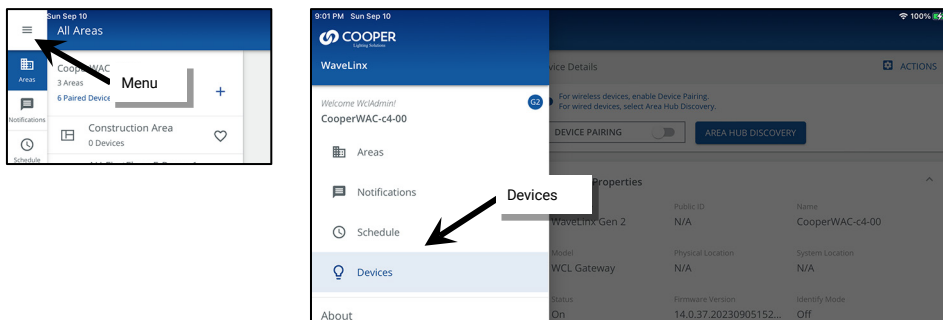 Sun Sep 10
All Areas
Areas
CooperWAC
3 Areas
6 Paired Device
Menu
Notifications
Construction Area
0 Devices
Schedule
9:01 PM Sun Sep 10
100%
COOPER
Lighting Solutions
WaveLinx
vice Details
ACTIONS
Welcome WclAdmin!
G2
CooperWAC-c4-00
For wireless devices, enable Device Pairing.
For wired devices, select Area Hub Discovery.
DEVICE PAIRING
AREA HUB DISCOVERY
Areas
Notifications
Devices
Properties
Public ID
Name
WaveLinx Gen 2
N/A
CooperWAC-c4-00
Schedule
Model
Physical Location
System Location
Devices
WCL Gateway
N/A
N/A
Status
Firmware Version
Identify Mode
About
On
14.0.37.20230905152...
Off